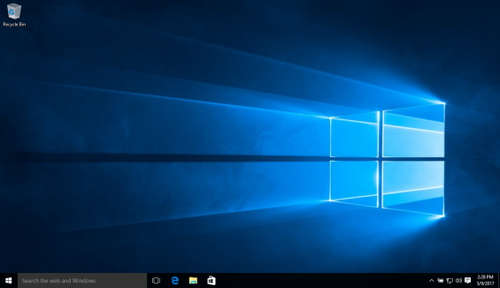 Recycle Bin
Search the web and Windows
3:28 PM
5/9/2017